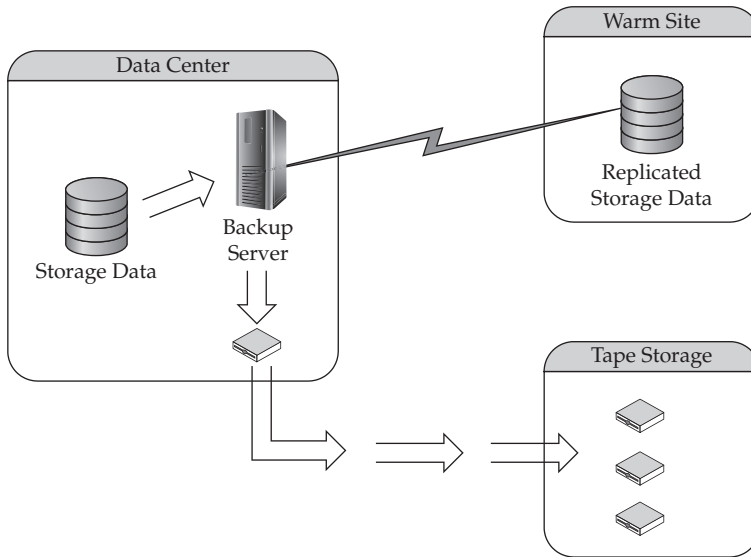 Warm Site
Data Center
Replicated
Storage Data
Backup
Server
Storage Data
Tape Storage